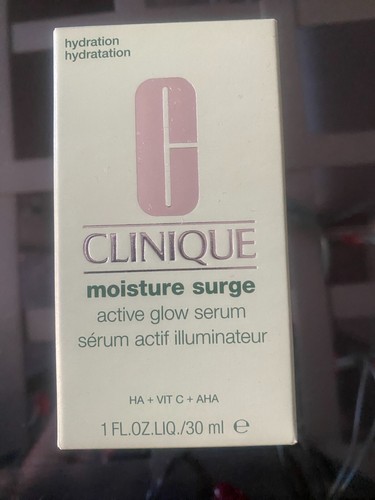 hydration
hydratation
C
CLINIQUE
moisture surge
active glow serum
sérum actif illuminateur
HA + VIT C + AHA
1 FL.OZ.LIQ./30 ml ℮